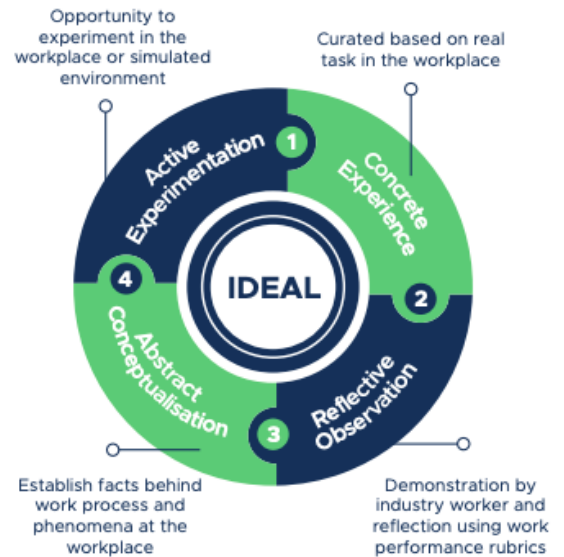 Opportunity to
experiment in the
workplace or simulated
environment
Curated based on real
task in the workplace
Active
Experimentation
1
Concrete
Experience
4
IDEAL
2
Abstract
Conceptualisation
3
Reflective
Observation
Establish facts behind
work process and
phenomena at the
workplace
Demonstration by
industry worker and
reflection using work
performance rubrics